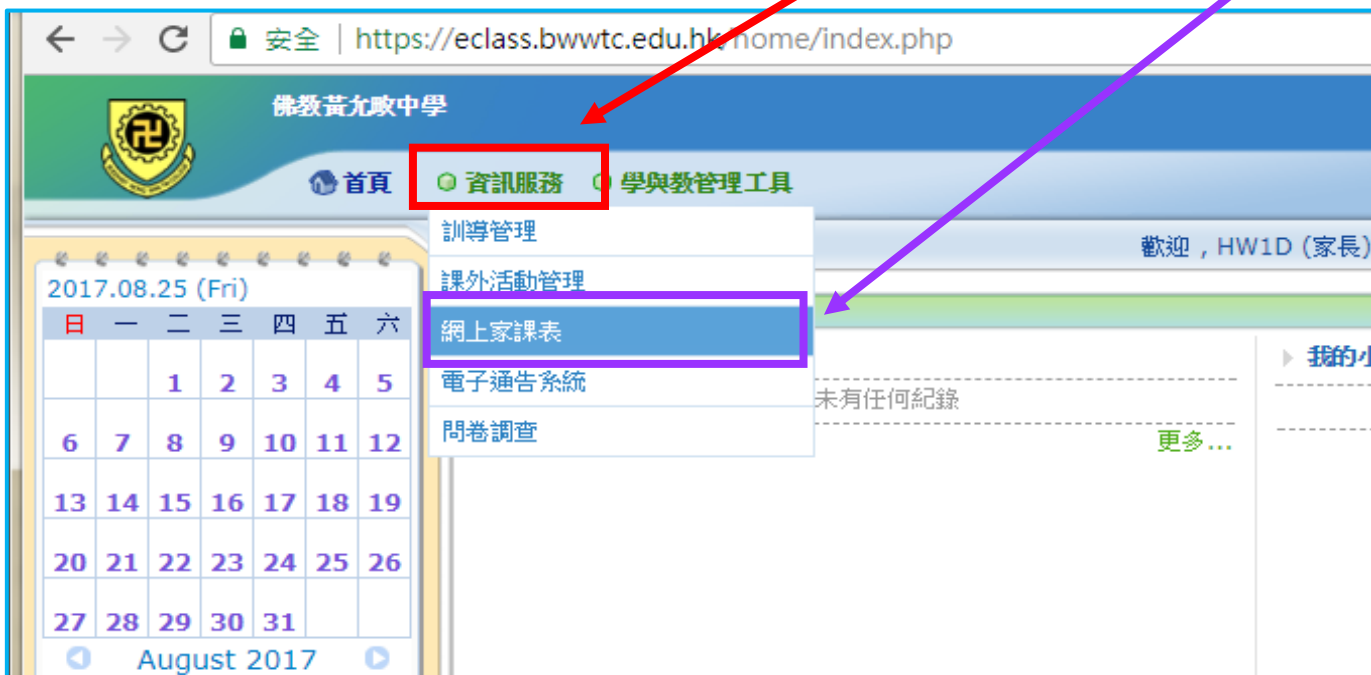 安全 | https://eclass.bwwtc.edu.hk/home/index.php
佛教黃允畋中學
首頁 資訊服務 學與教管理工具
訓導管理
課外活動管理
網上家課表
電子通告系統
問卷調查
歡迎 , HW1D (家長)
2017.08.25 (Fri)
日 一 二 三 四 五 六
1 2 3 4 5
6 7 8 9 10 11 12
13 14 15 16 17 18 19
20 21 22 23 24 25 26
27 28 29 30 31
August 2017
未有任何紀錄
更多...
我的小